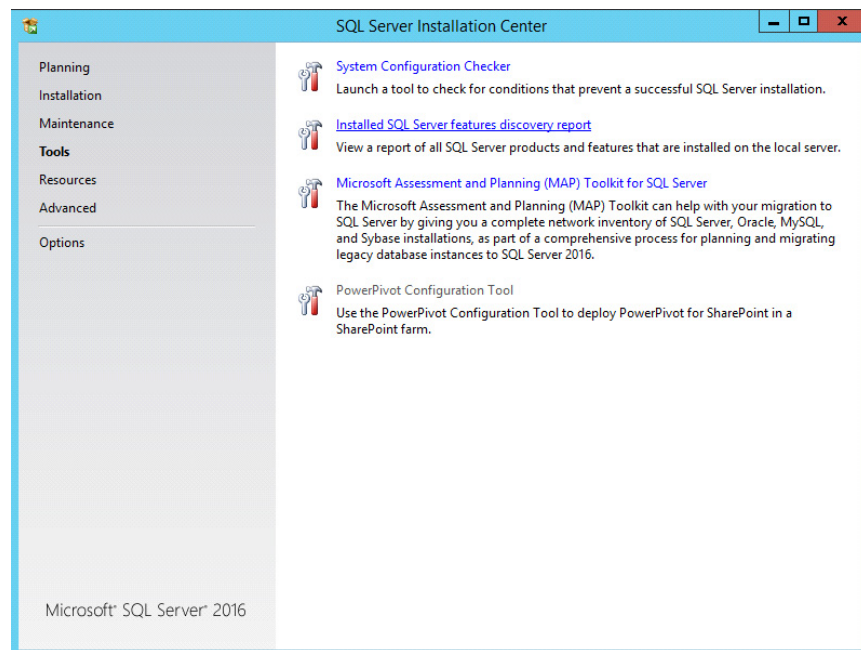 SQL Server Installation Center
Planning
Installation
Maintenance
Tools
Resources
Advanced
Options
System Configuration Checker
Launch a tool to check for conditions that prevent a successful SQL Server installation.
Installed SQL Server features discovery report
View a report of all SQL Server products and features that are installed on the local server.
Microsoft Assessment and Planning (MAP) Toolkit for SQL Server
The Microsoft Assessment and Planning (MAP) Toolkit can help with your migration to
SQL Server by giving you a complete network inventory of SQL Server, Oracle, MySQL,
and Sybase installations, as part of a comprehensive process for planning and migrating
legacy database instances to SQL Server 2016.
PowerPivot Configuration Tool
Use the PowerPivot Configuration Tool to deploy PowerPivot for SharePoint in a
SharePoint farm.
Microsoft® SQL Server® 2016